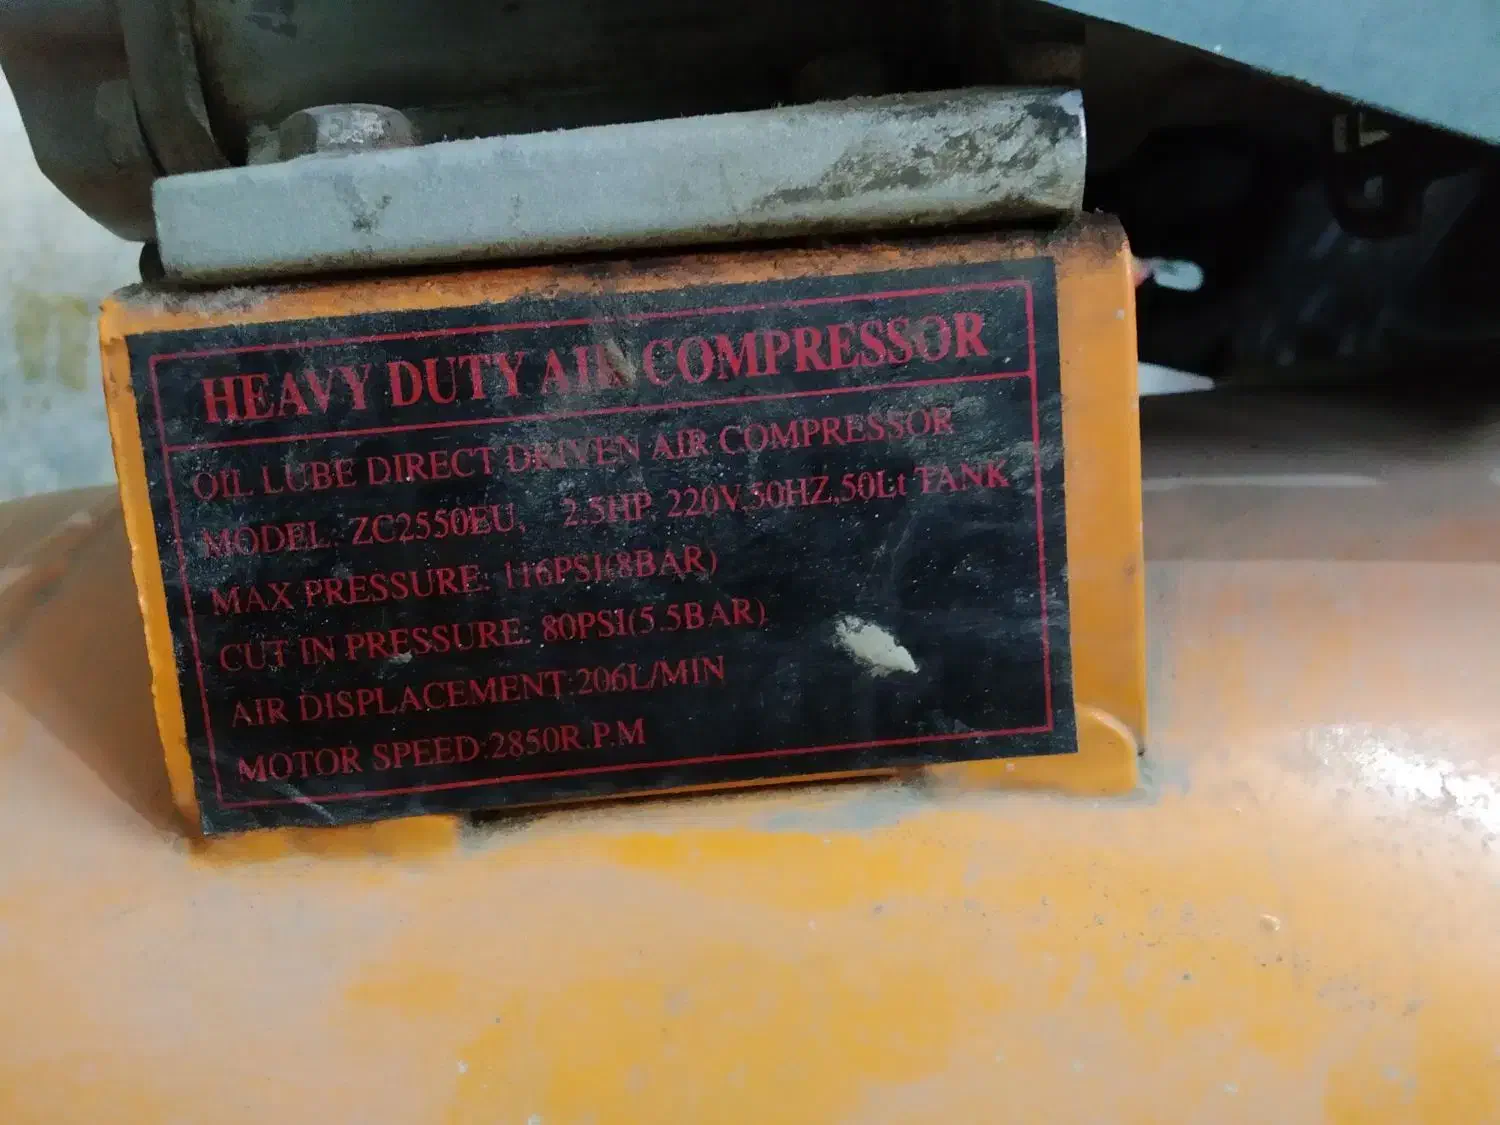 HEAVY DUTY AIR COMPRESSOR
OIL LUBE DIRECT DRIVEN AIR COMPRESSOR
MODEL: ZC2550EU, 2.5HP, 220V,50HZ,50Lt TANK
MAX PRESSURE: 116PSI(8BAR)
CUT IN PRESSURE: 80PSI(5.5BAR)
AIR DISPLACEMENT:206L/MIN
MOTOR SPEED:2850R.P.M